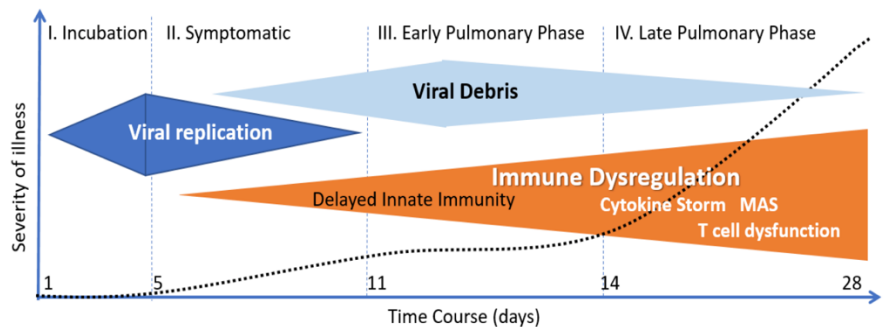 I. Incubation
II. Symptomatic
III. Early Pulmonary Phase
IV. Late Pulmonary Phase
Viral Debris
Viral replication
Immune Dysregulation
Delayed Innate Immunity
Cytokine Storm MAS
T cell dysfunction
Severity of illness
1
5
11
14
28
Time Course (days)